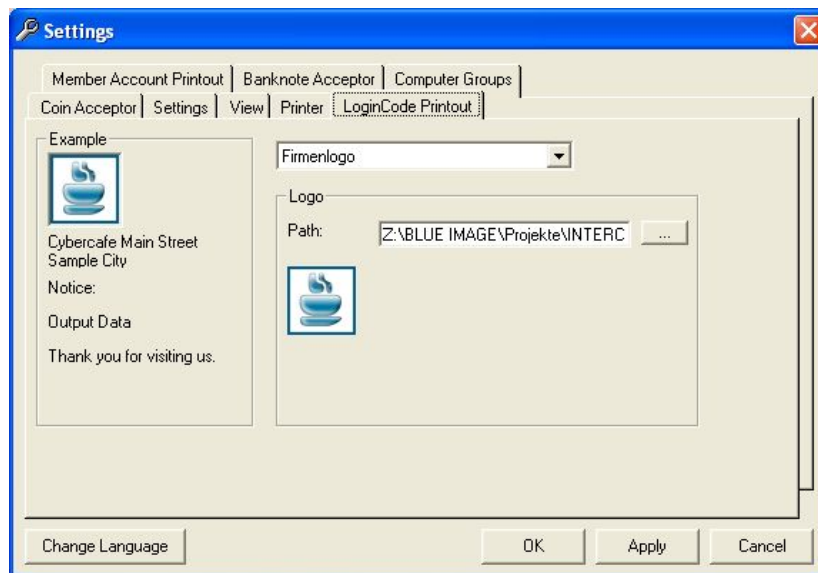 Settings
Member Account Printout
Banknote Acceptor
Computer Groups
Coin Acceptor
Settings
View
Printer
LoginCode Printout
Example
Cybercafe Main Street
Sample City
Notice:
Output Data
Thank you for visiting us.
Firmenlogo
Logo
Path:
Z:\BLUE IMAGE\Projekte\INTERC
...
Change Language
OK
Apply
Cancel